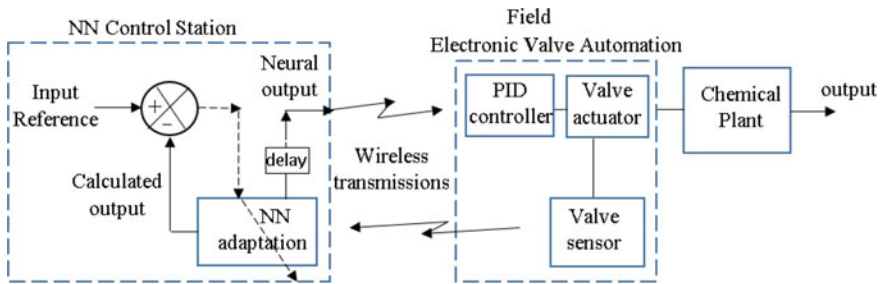 NN Control Station
Field
Electronic Valve Automation
Neural
output
Input
Reference
+
−
delay
Calculated
output
NN
adaptation
Wireless
transmissions
PID
controller
Valve
actuator
Valve
sensor
Chemical
Plant
output